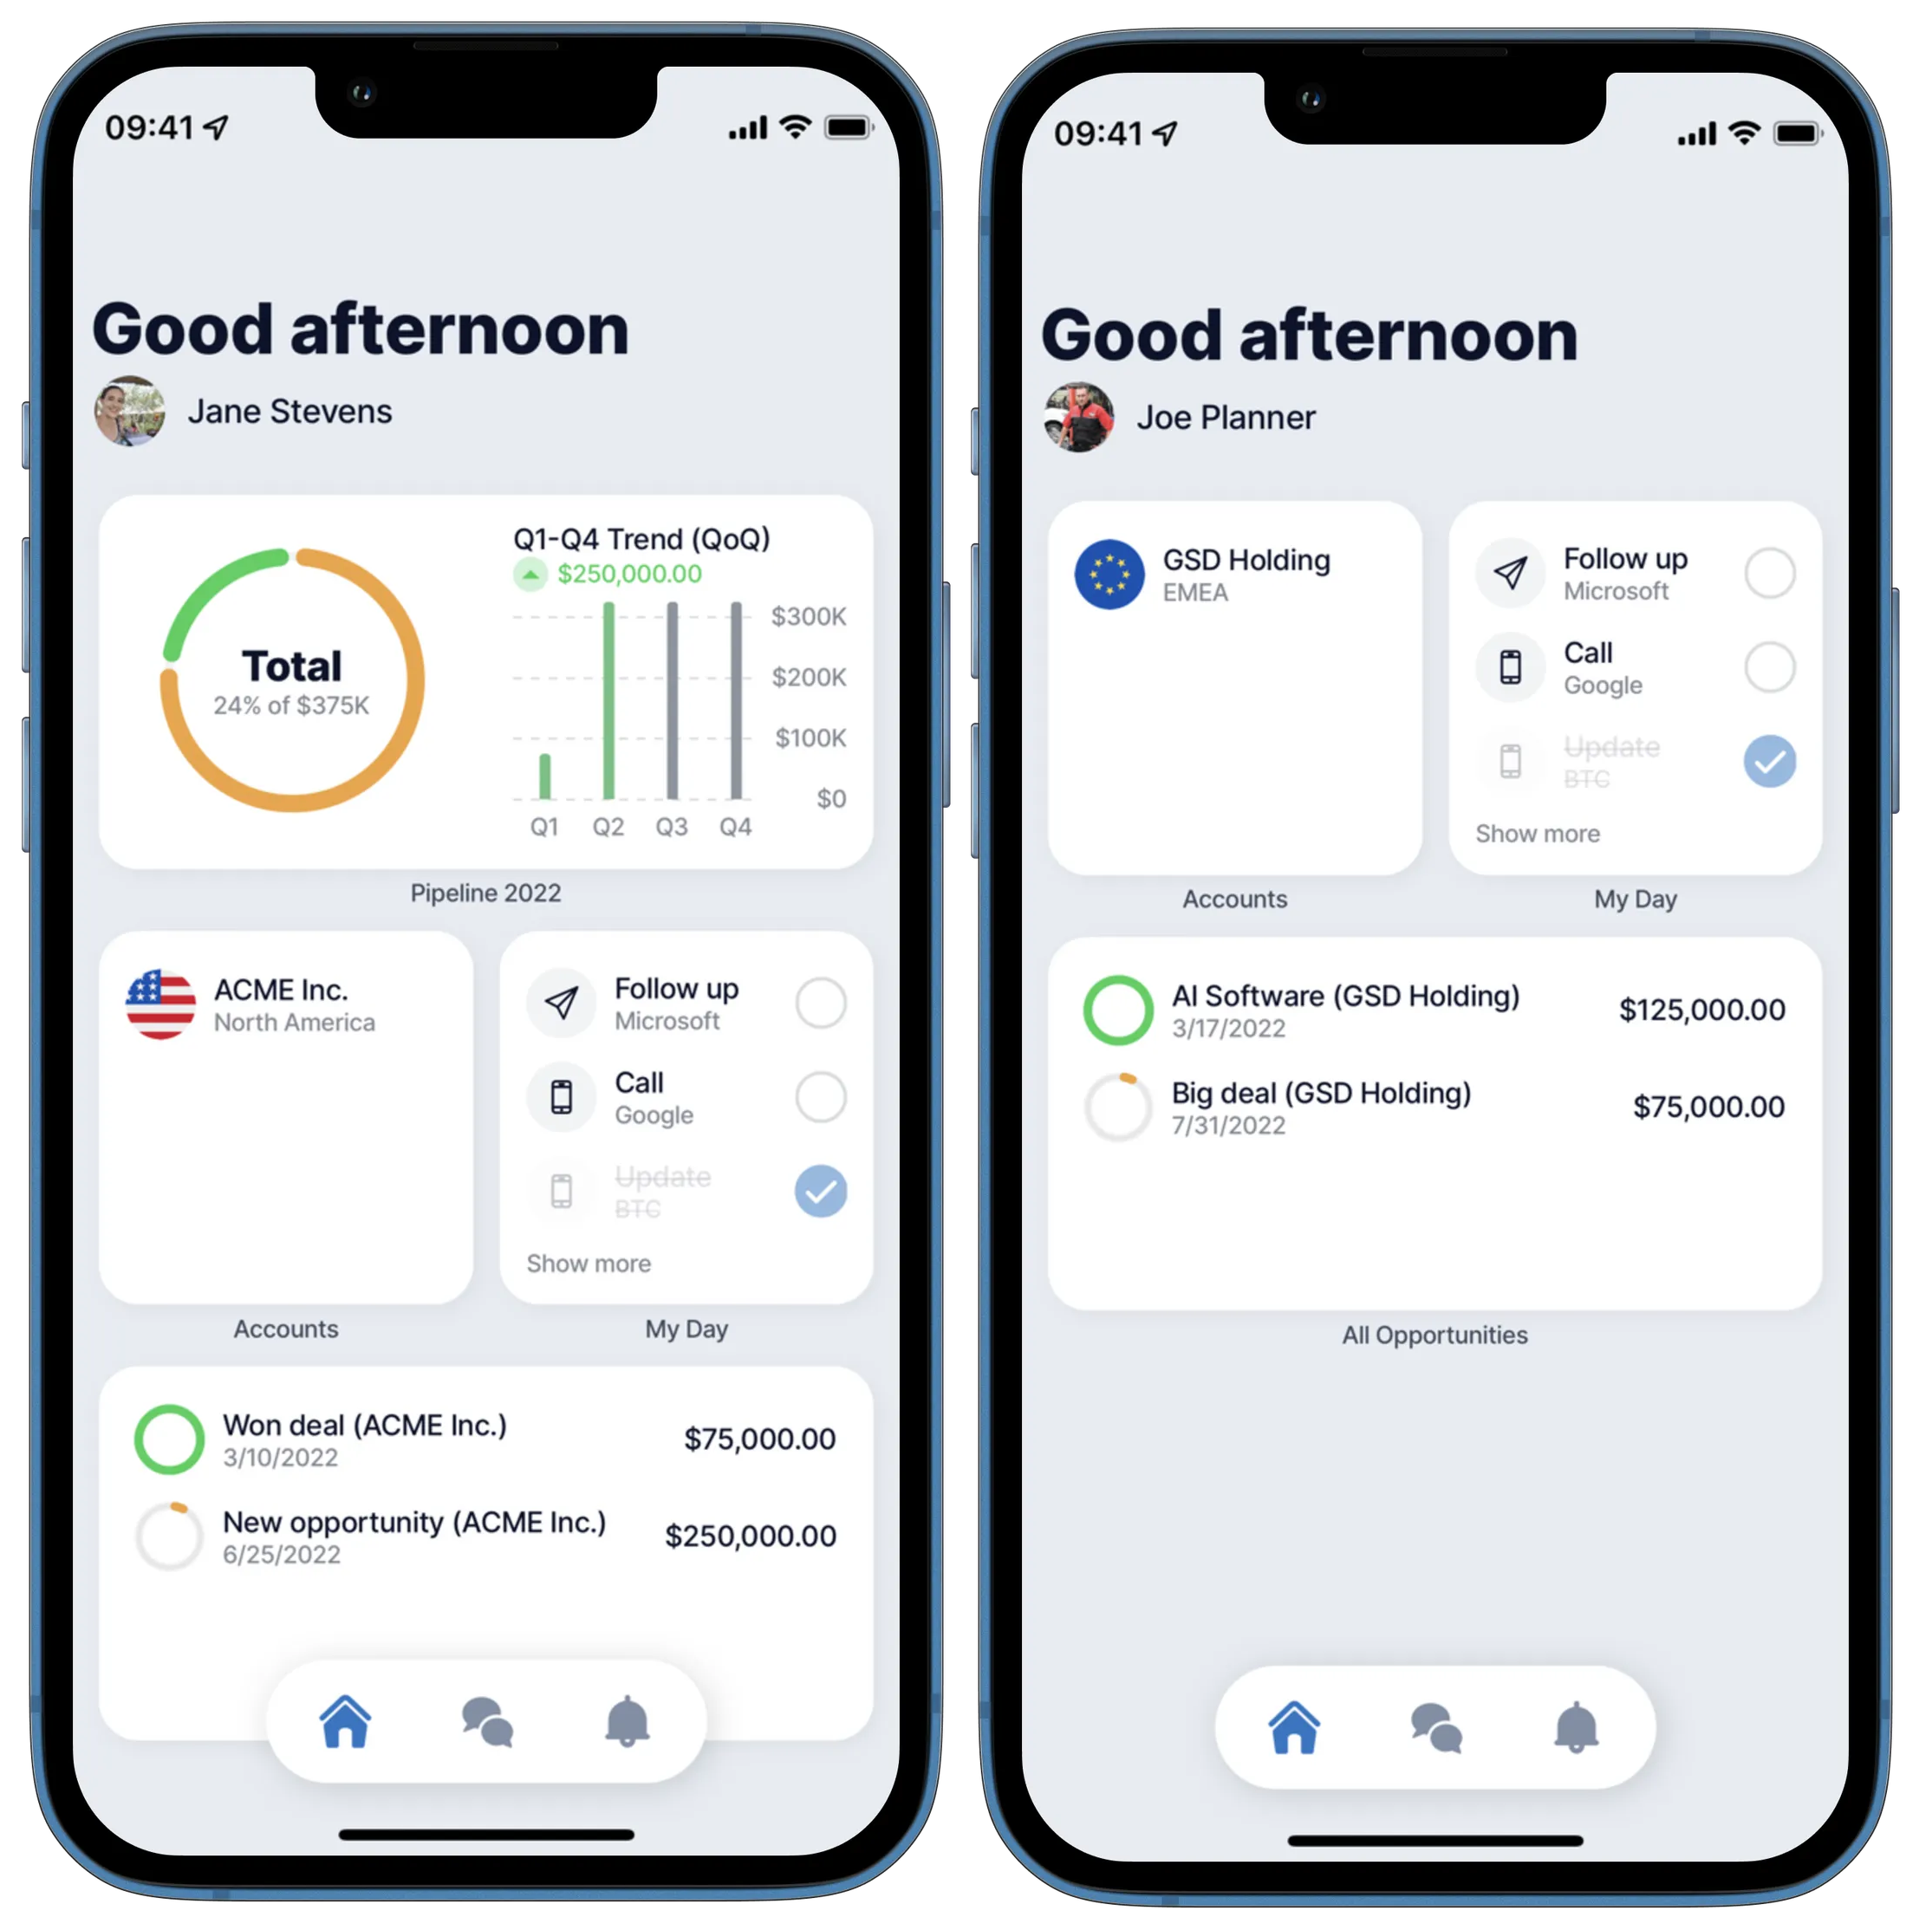 09:41
Good afternoon
Jane Stevens
Q1-Q4 Trend (QoQ)
$250,000.00
Total
24% of $375K
$300K
$200K
$100K
$0
Q1 Q2 Q3 Q4
Pipeline 2022
ACME Inc.
North America
Accounts
Follow up
Microsoft
Call
Google
Update
BTC
Show more
My Day
Won deal (ACME Inc.)
3/10/2022
$75,000.00
New opportunity (ACME Inc.)
6/25/2022
$250,000.00
09:41
Good afternoon
Joe Planner
GSD Holding
EMEA
Accounts
Follow up
Microsoft
Call
Google
Update
BTC
Show more
My Day
AI Software (GSD Holding)
3/17/2022
$125,000.00
Big deal (GSD Holding)
7/31/2022
$75,000.00
All Opportunities